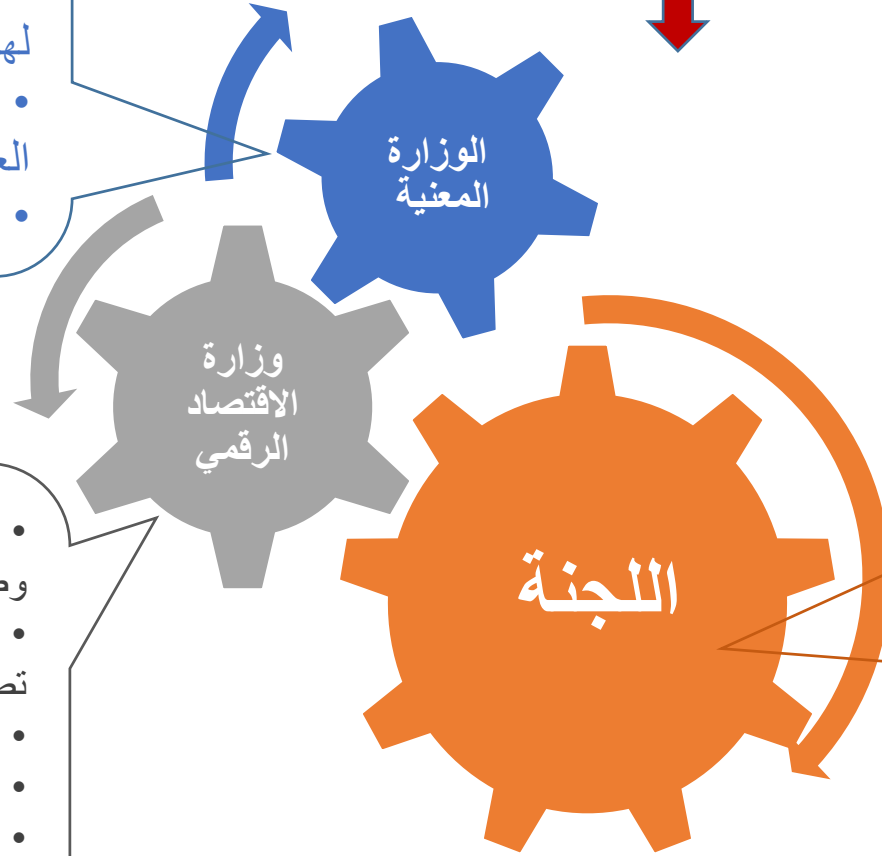 الوزارة
المعنية
وزارة
الاقتصاد
الرقمي
اللجنة